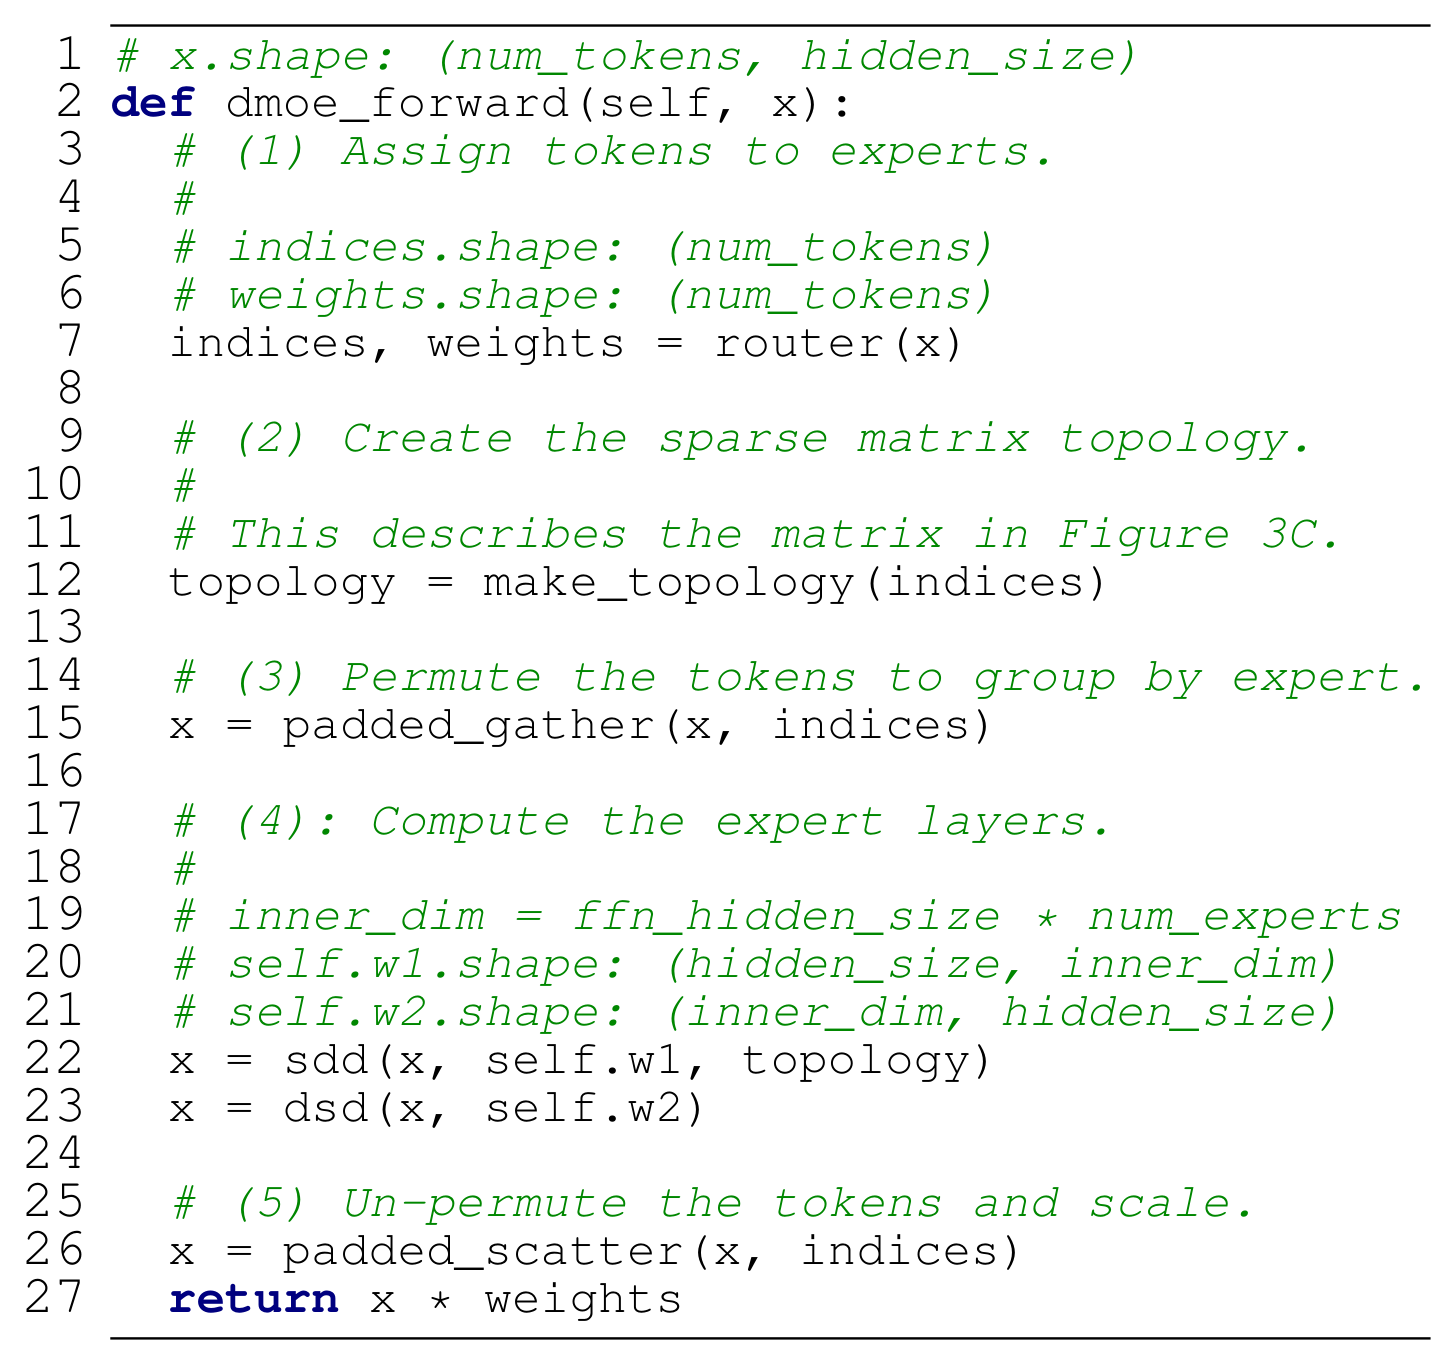 1 # x.shape: (num_tokens, hidden_size)
2 def dmoe_forward(self, x):
3   # (1) Assign tokens to experts.
4   #
5   # indices.shape: (num_tokens)
6   # weights.shape: (num_tokens)
7   indices, weights = router(x)
8
9   # (2) Create the sparse matrix topology.
10   #
11   # This describes the matrix in Figure 3C.
12   topology = make_topology(indices)
13
14   # (3) Permute the tokens to group by expert.
15   x = padded_gather(x, indices)
16
17   # (4): Compute the expert layers.
18   #
19   # inner_dim = ffn_hidden_size * num_experts
20   # self.w1.shape: (hidden_size, inner_dim)
21   # self.w2.shape: (inner_dim, hidden_size)
22   x = sdd(x, self.w1, topology)
23   x = dsd(x, self.w2)
24
25   # (5) Un-permute the tokens and scale.
26   x = padded_scatter(x, indices)
27   return x * weights